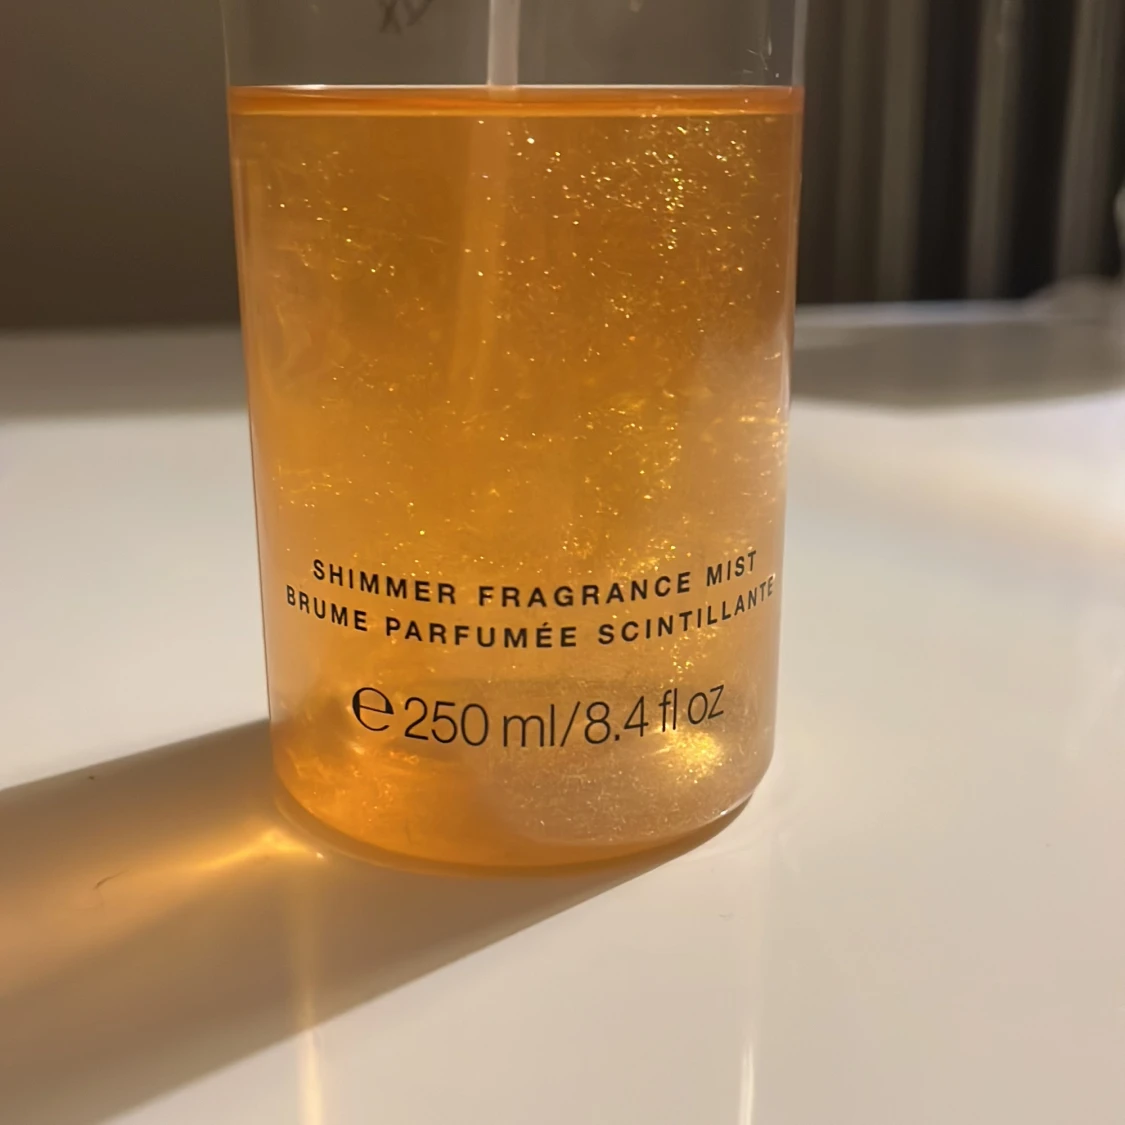 SHIMMER FRAGRANCE MIST
BRUME PARFUMÉE SCINTILLANTE
℮ 250 ml/8.4 fl oz